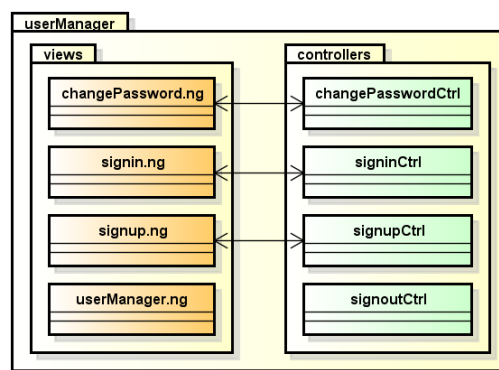 userManager
views
controllers
changePassword.ng
changePasswordCtrl
signin.ng
signinCtrl
signup.ng
signupCtrl
userManager.ng
signoutCtrl